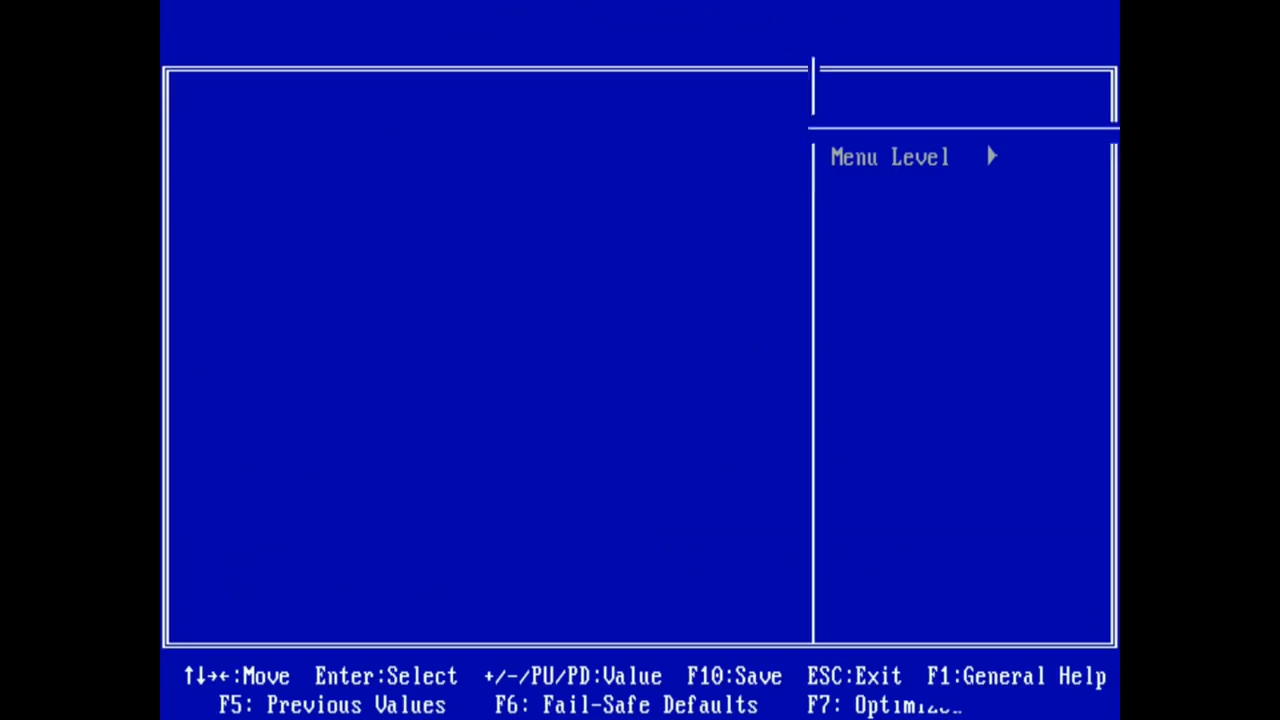 Menu Level
↑↓→←:Move Enter:Select +/-/PU/PD:Value F10:Save ESC:Exit F1:General Help
F5: Previous Values F6: Fail-Safe Defaults F7: